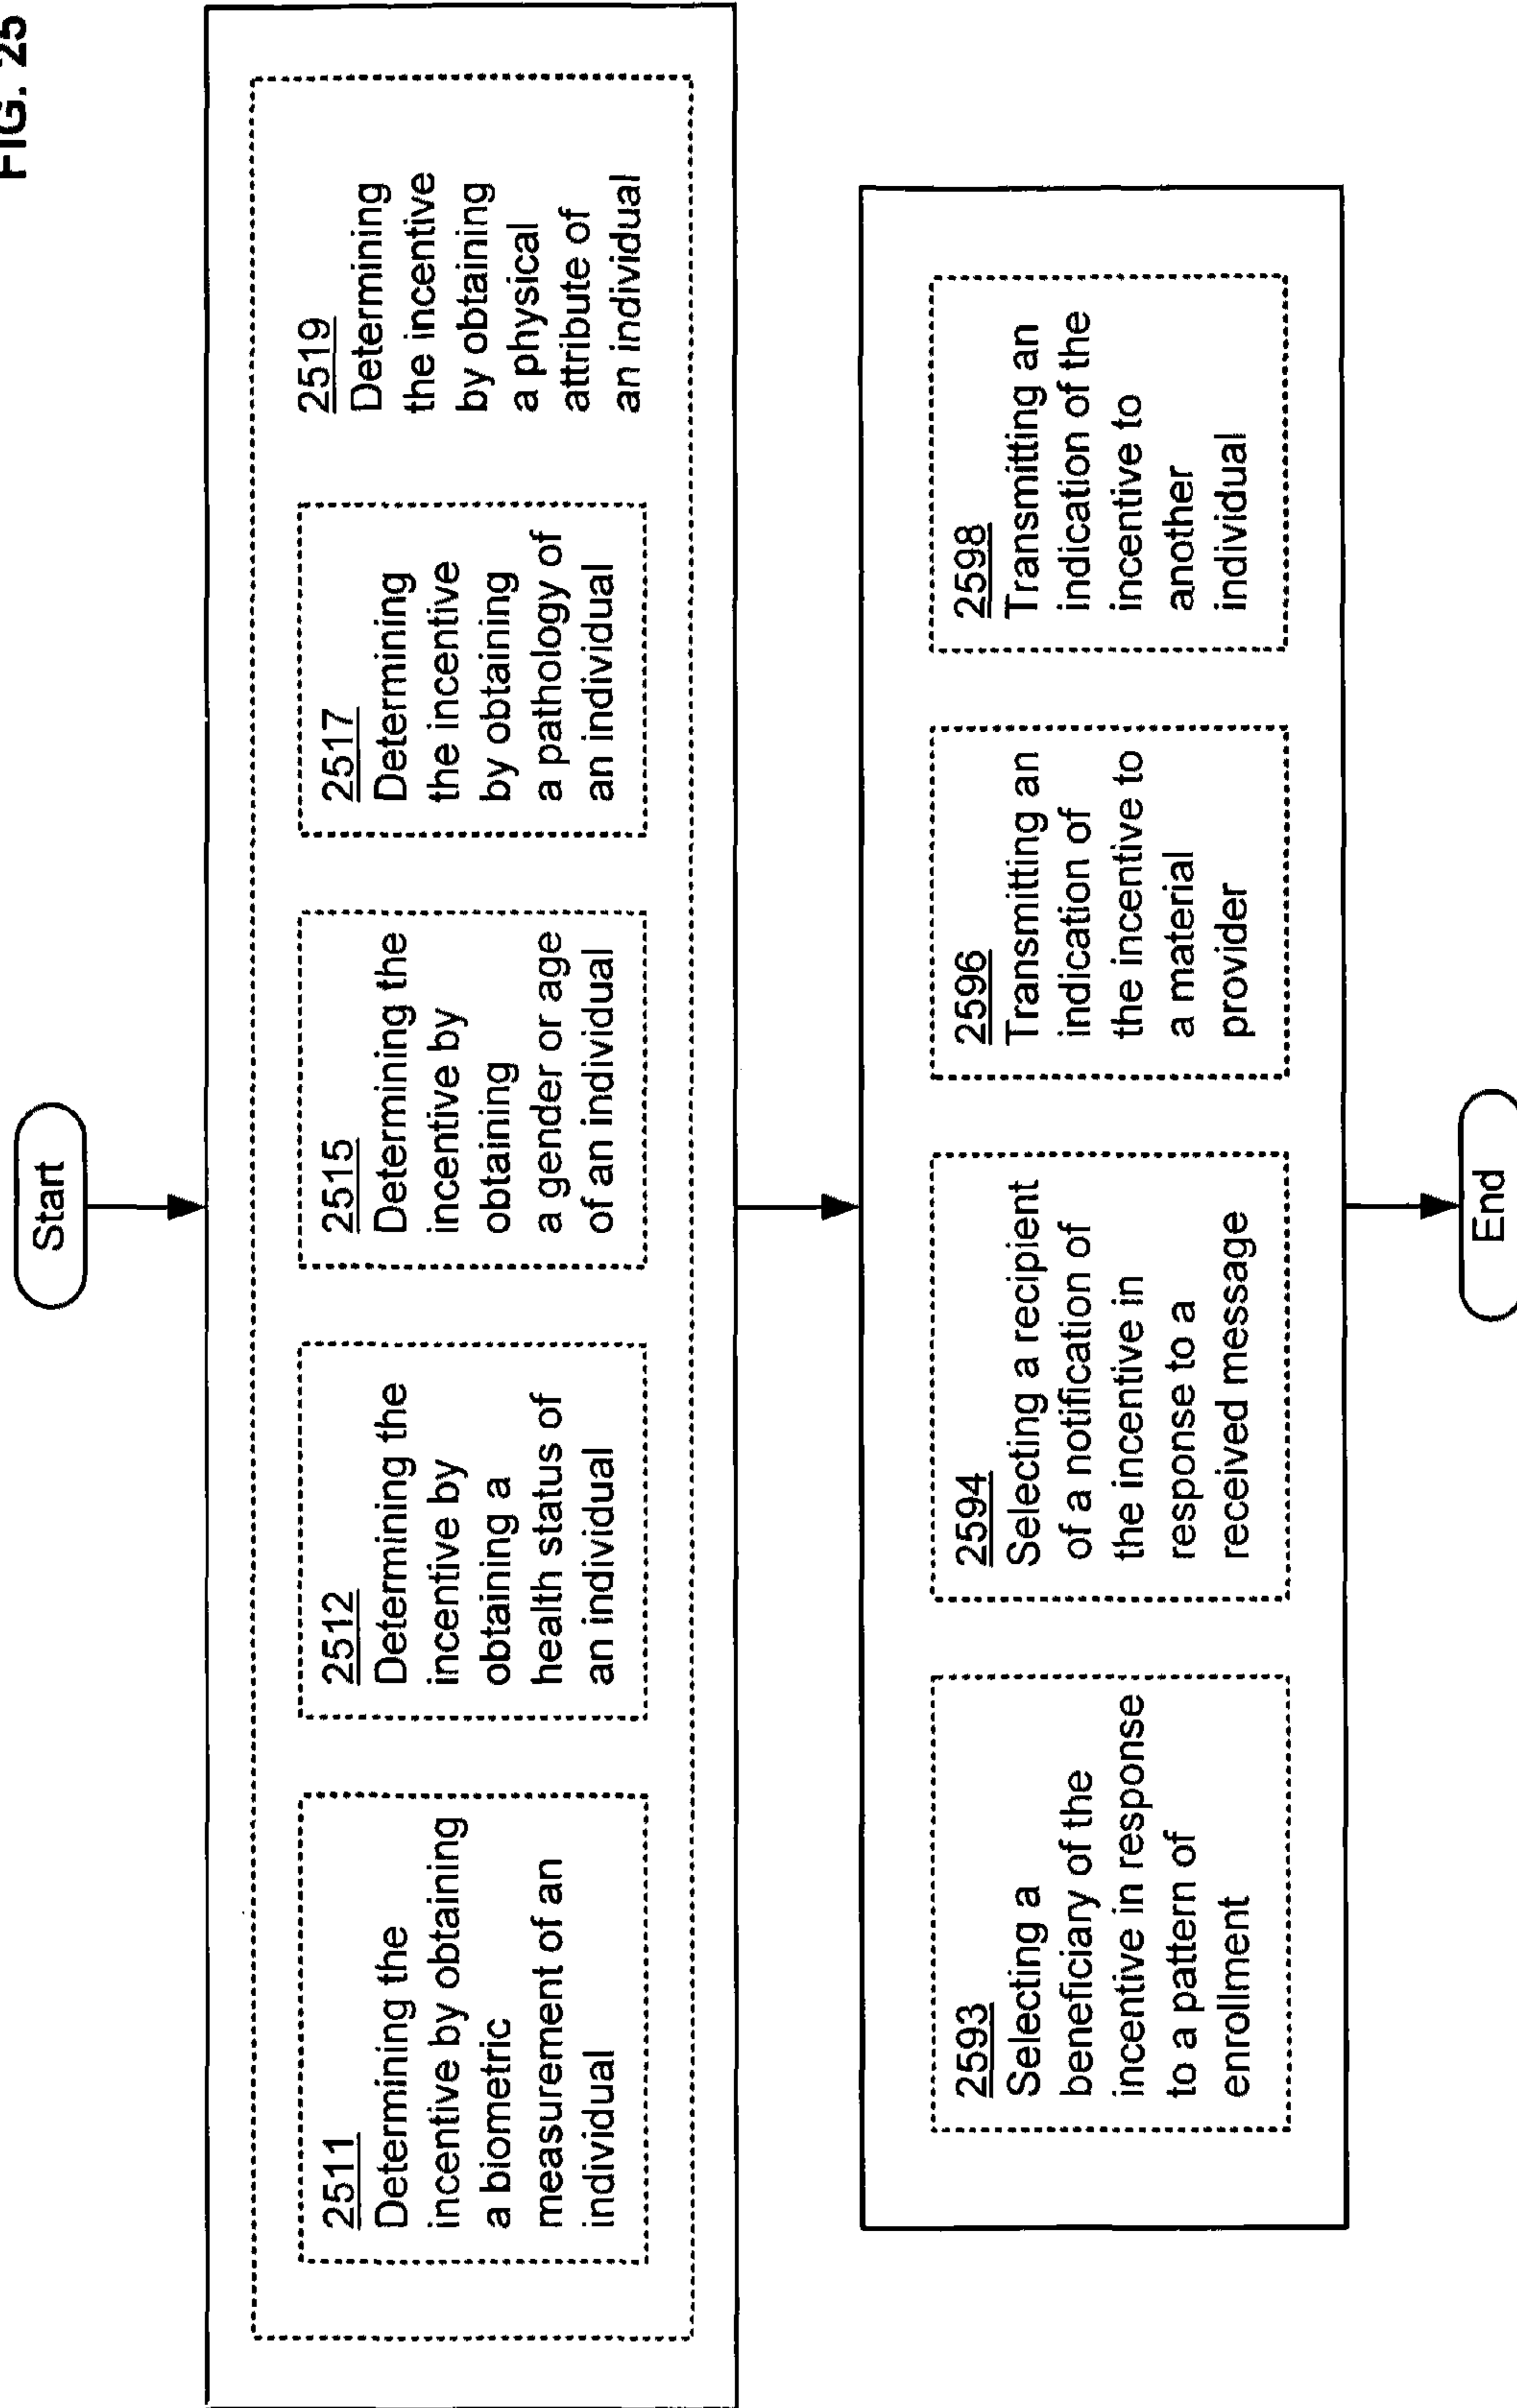 FIG. 25
Start
2511
Determining the
incentive by obtaining
a biometric
measurement of an
individual
2512
Determining the
incentive by
obtaining a
health status of
an individual
2515
Determining the
incentive by
obtaining
a gender or age
of an individual
2517
Determining
the incentive
by obtaining
a pathology of
an individual
2519
Determining
the incentive
by obtaining
a physical
attribute of
an individual
2593
Selecting a
beneficiary of the
incentive in response
to a pattern of
enrollment
2594
Selecting a recipient
of a notification of
the incentive in
response to a
received message
2596
Transmitting an
indication of
the incentive to
a material
provider
2598
Transmitting an
indication of the
incentive to
another
individual
End